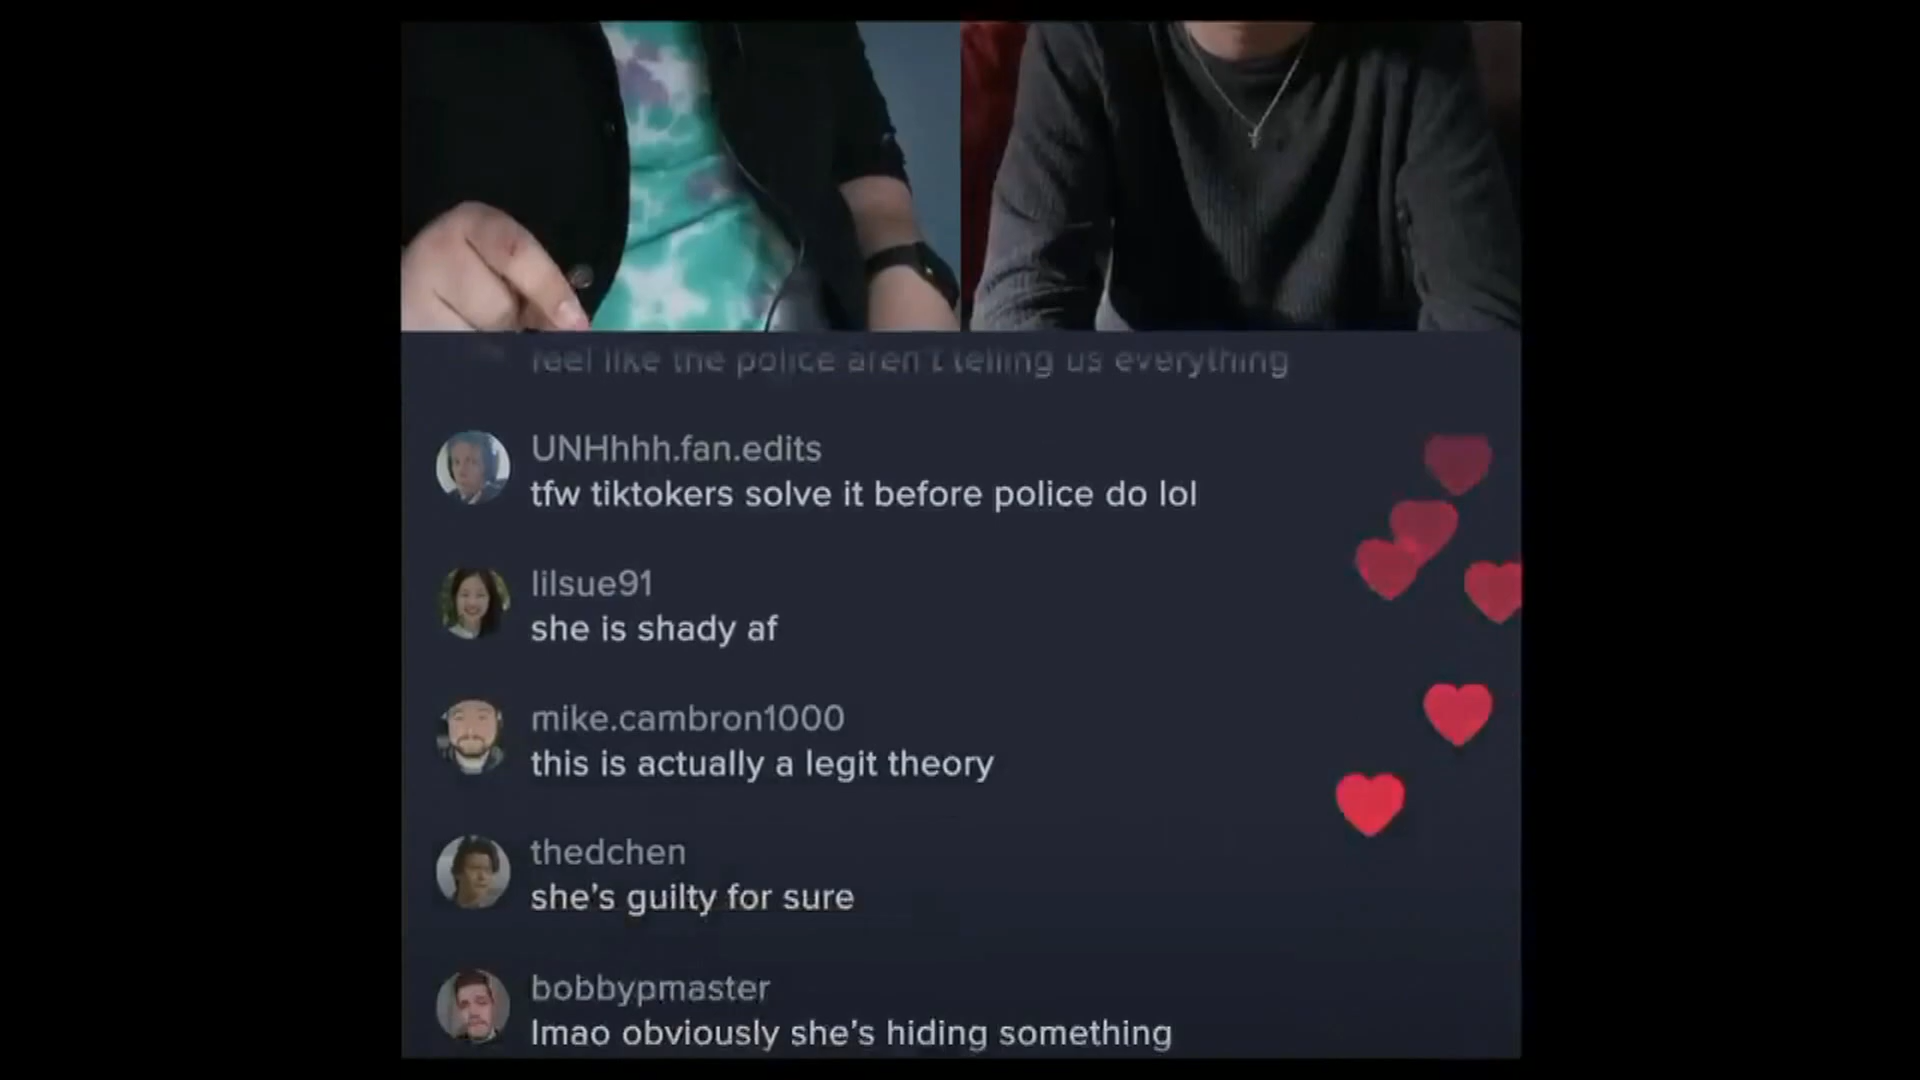 feel like the police aren't telling us everything
UNHhhh.fan.edits
tfw tiktokers solve it before police do lol
lilsue91
she is shady af
mike.cambron1000
this is actually a legit theory
thedchen
she's guilty for sure
bobbypmaster
lmao obviously she's hiding something